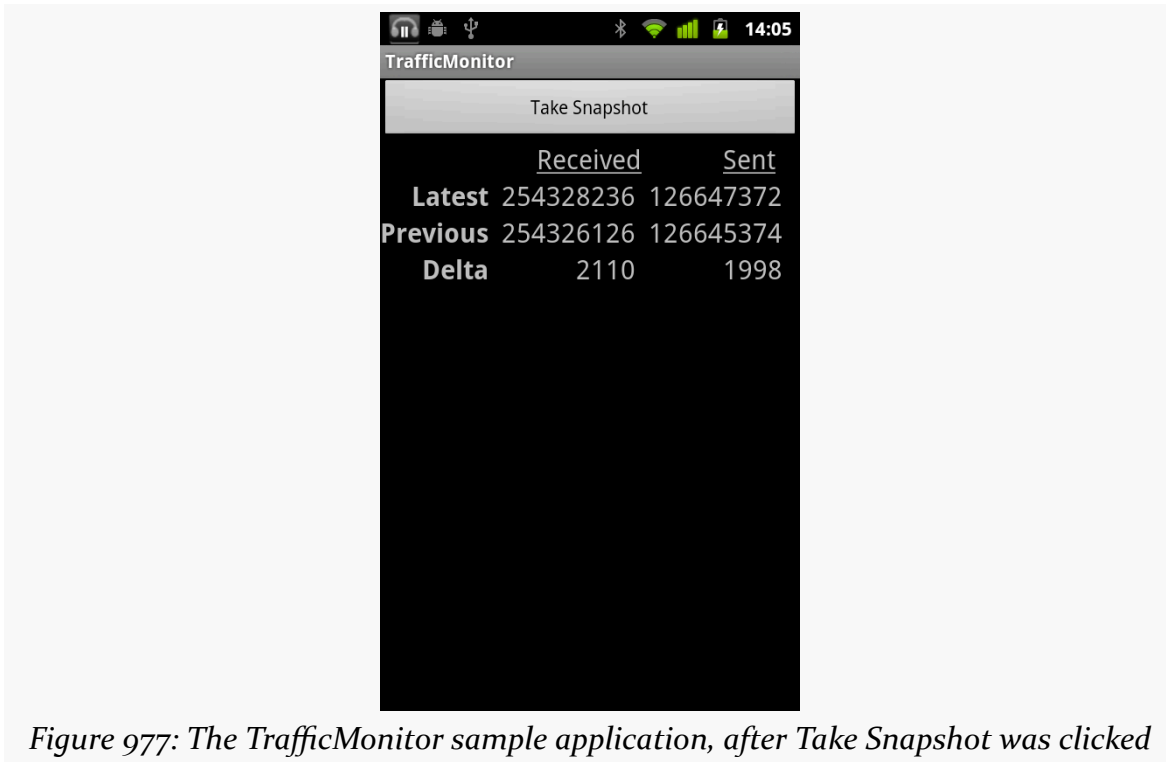 14:05
TrafficMonitor
Take Snapshot
Received Sent
Latest 254328236 126647372
Previous 254326126 126645374
Delta 2110 1998
Figure 977: The TrafficMonitor sample application, after Take Snapshot was clicked